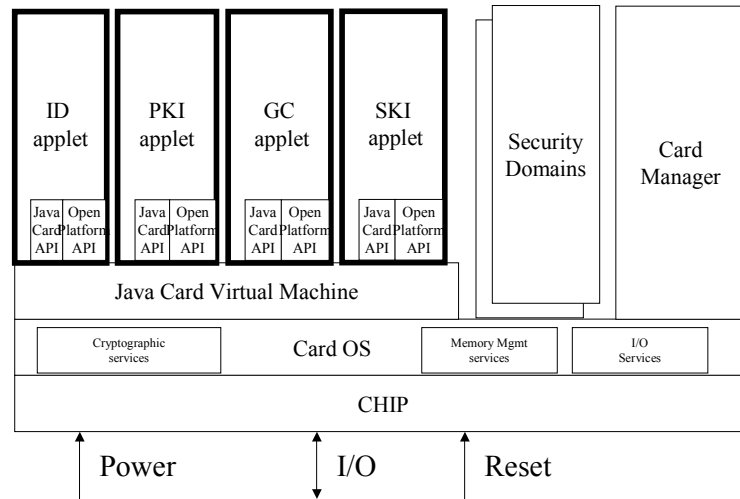 ID
applet
PKI
applet
GC
applet
SKI
applet
Security
Domains
Card
Manager
Java
Card
API
Open
Platform
API
Java
Card
API
Open
Platform
API
Java
Card
API
Open
Platform
API
Java
Card
API
Open
Platform
API
Java Card Virtual Machine
Cryptographic
services
Card OS
Memory Mgmt
services
I/O
Services
CHIP
Power
I/O
Reset